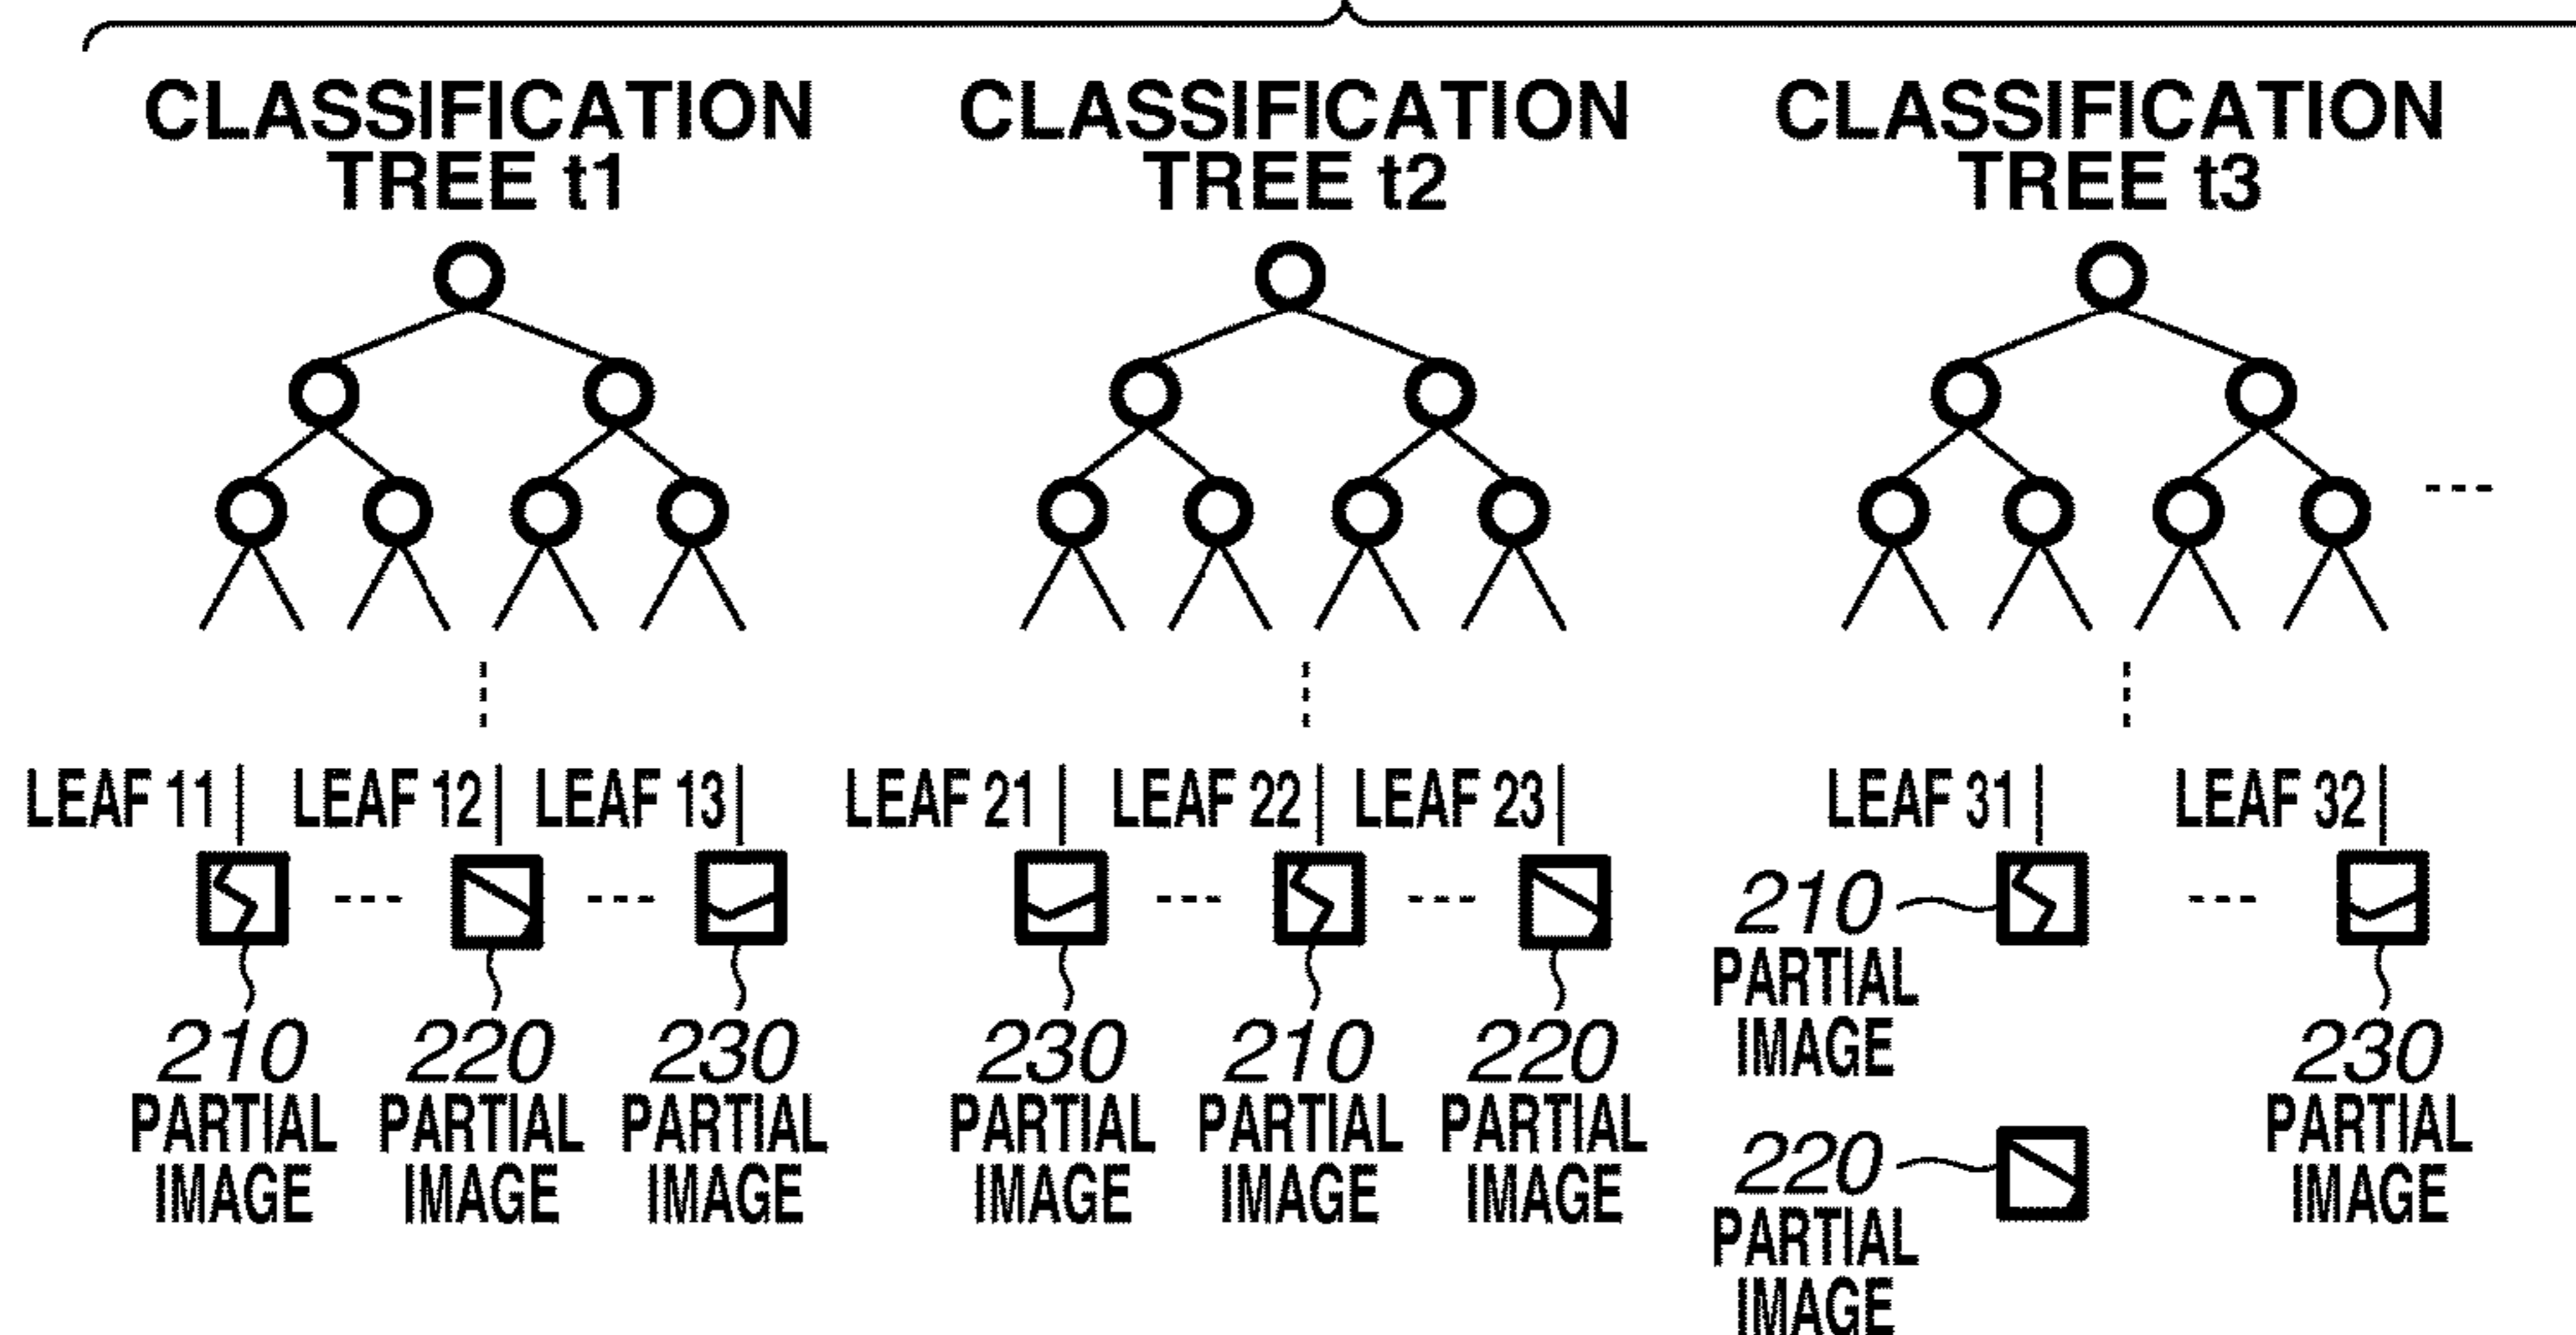 CLASSIFICATION
TREE t1
CLASSIFICATION
TREE t2
CLASSIFICATION
TREE t3
LEAF 11
LEAF 12
LEAF 13
LEAF 21
LEAF 22
LEAF 23
LEAF 31
LEAF 32
210
PARTIAL
IMAGE
220
PARTIAL
IMAGE
230
PARTIAL
IMAGE
230
PARTIAL
IMAGE
210
PARTIAL
IMAGE
220
PARTIAL
IMAGE
210
PARTIAL
IMAGE
220
PARTIAL
IMAGE
230
PARTIAL
IMAGE